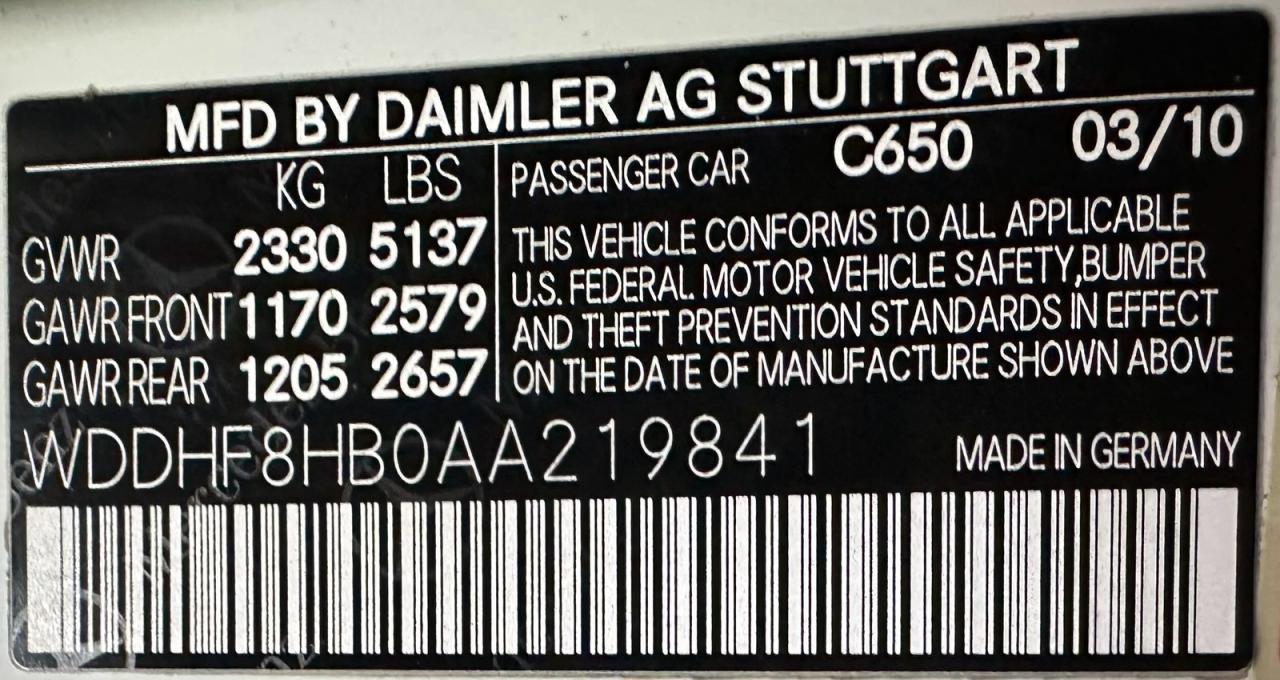 MFD BY DAIMLER AG STUTTGART
KG LBS
GVWR 2330 5137
GAWR FRONT 1170 2579
GAWR REAR 1205 2657
PASSENGER CAR C650 03/10
THIS VEHICLE CONFORMS TO ALL APPLICABLE
U.S. FEDERAL MOTOR VEHICLE SAFETY,BUMPER
AND THEFT PREVENTION STANDARDS IN EFFECT
ON THE DATE OF MANUFACTURE SHOWN ABOVE
WDDHF8HB0AA219841 MADE IN GERMANY